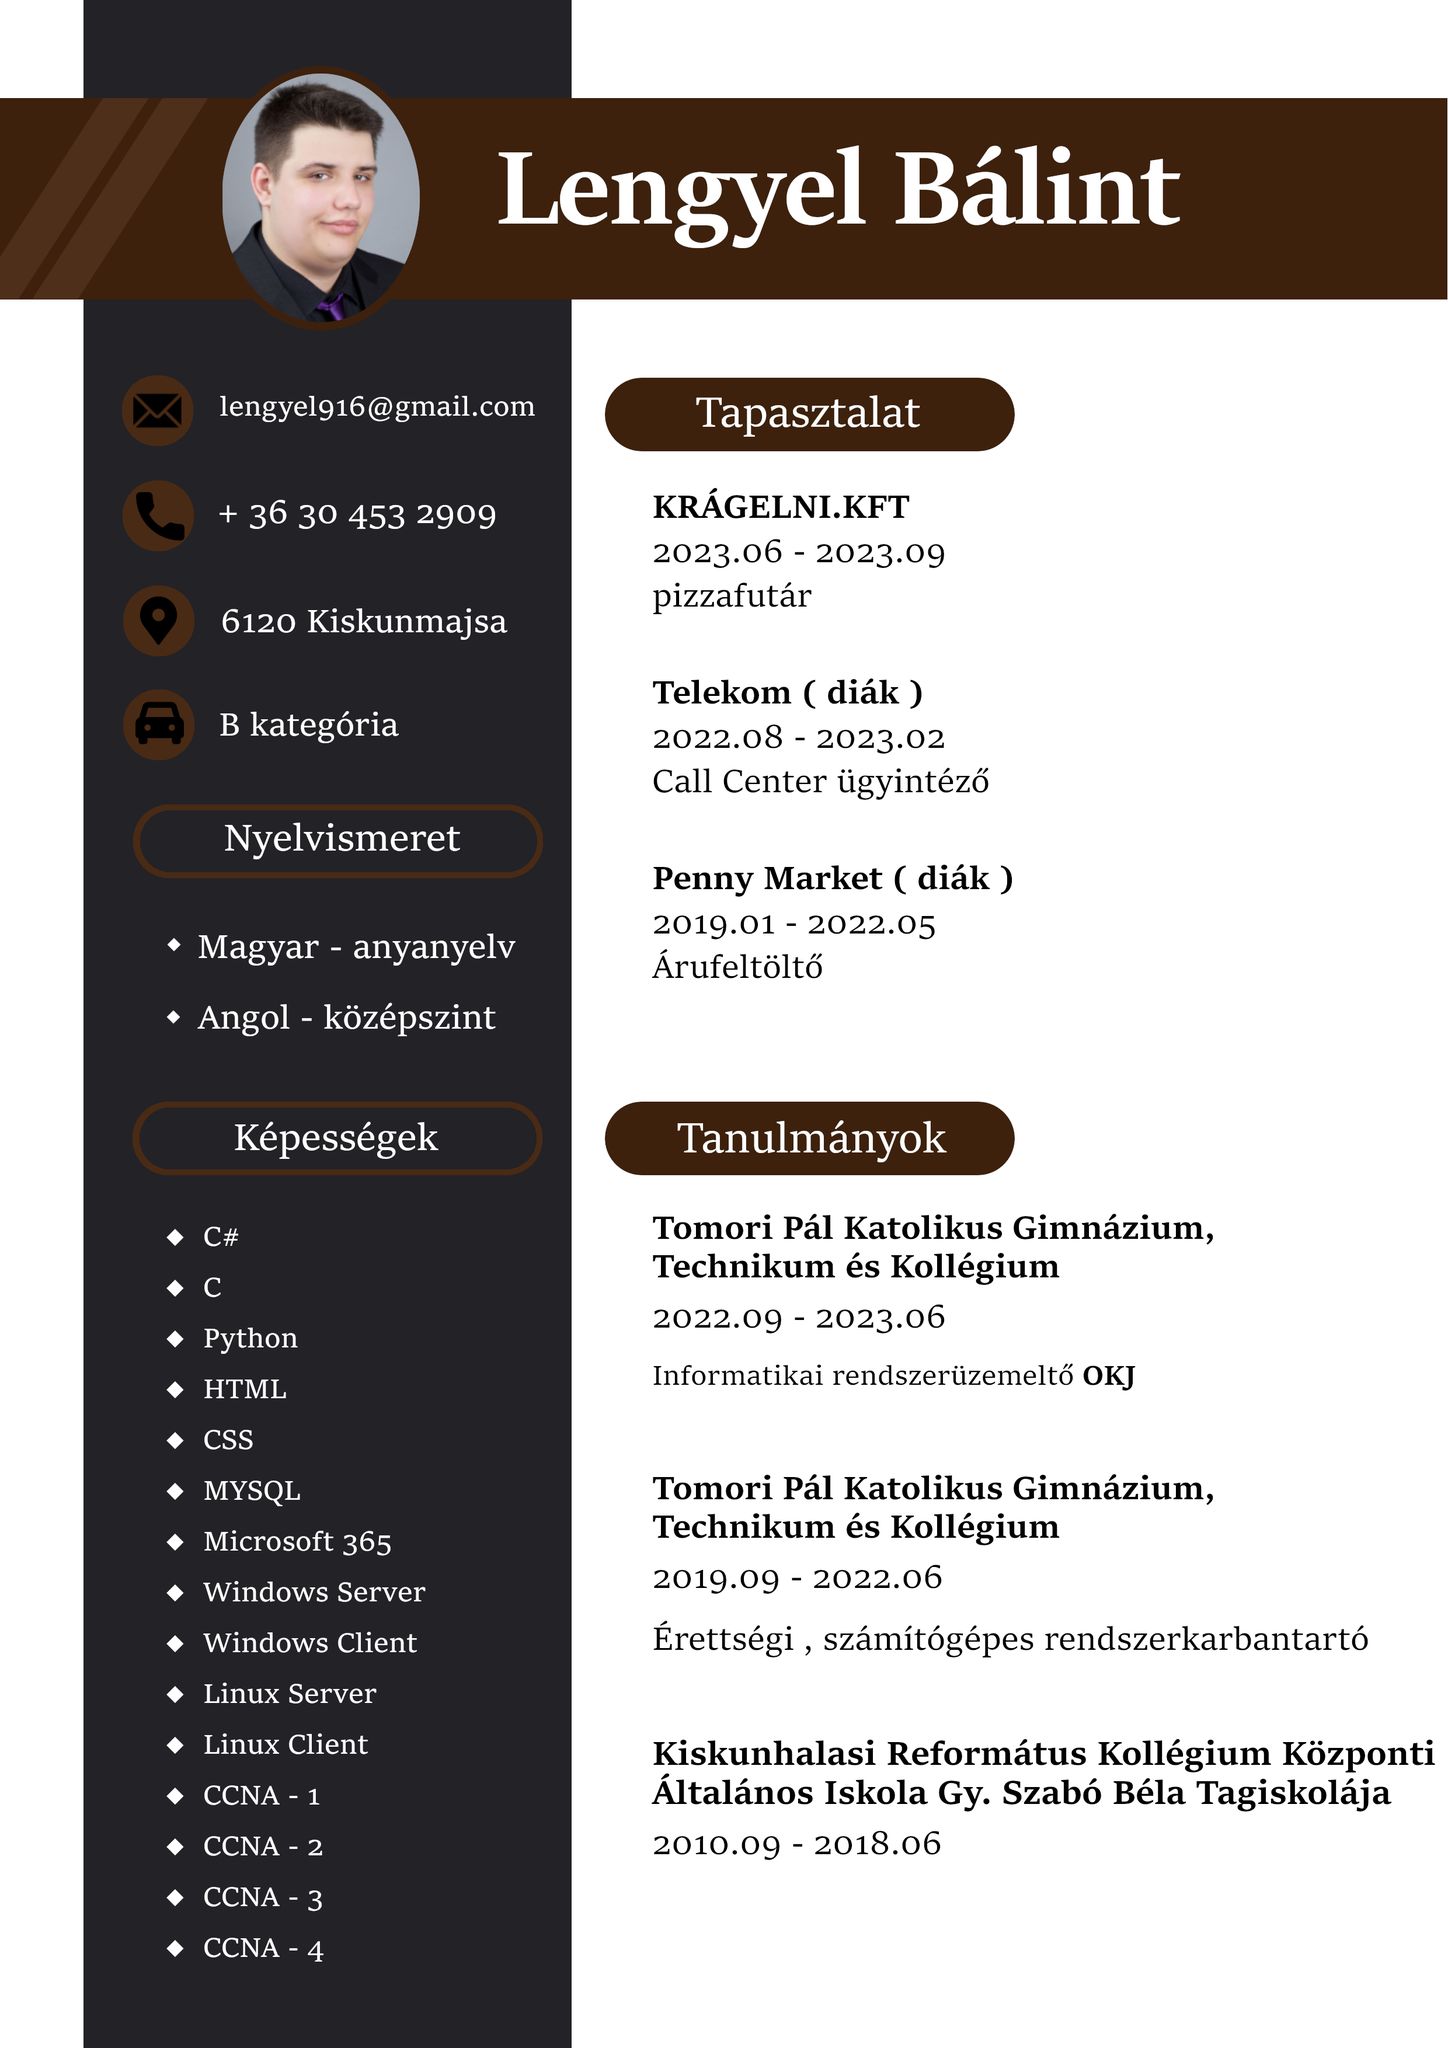 Lengyel Bálint
lengyel916@gmail.com
+ 36 30 453 2909
6120 Kiskunmajsa
B kategória
Nyelvismeret
Magyar - anyanyelv
Angol - középszint
Képességek
C#
C
Python
HTML
CSS
MYSQL
Microsoft 365
Windows Server
Windows Client
Linux Server
Linux Client
CCNA - 1
CCNA - 2
CCNA - 3
CCNA - 4
Tapasztalat
KRÁGELNI.KFT
2023.06 - 2023.09
pizzafutár
Telekom ( diák )
2022.08 - 2023.02
Call Center ügyintéző
Penny Market ( diák )
2019.01 - 2022.05
Árufeltöltő
Tanulmányok
Tomori Pál Katolikus Gimnázium,
Technikum és Kollégium
2022.09 - 2023.06
Informatikai rendszerüzemeltő OKJ
Tomori Pál Katolikus Gimnázium,
Technikum és Kollégium
2019.09 - 2022.06
Érettségi , számítógépes rendszerkarbantartó
Kiskunhalasi Református Kollégium Központi
Általános Iskola Gy. Szabó Béla Tagiskolája
2010.09 - 2018.06